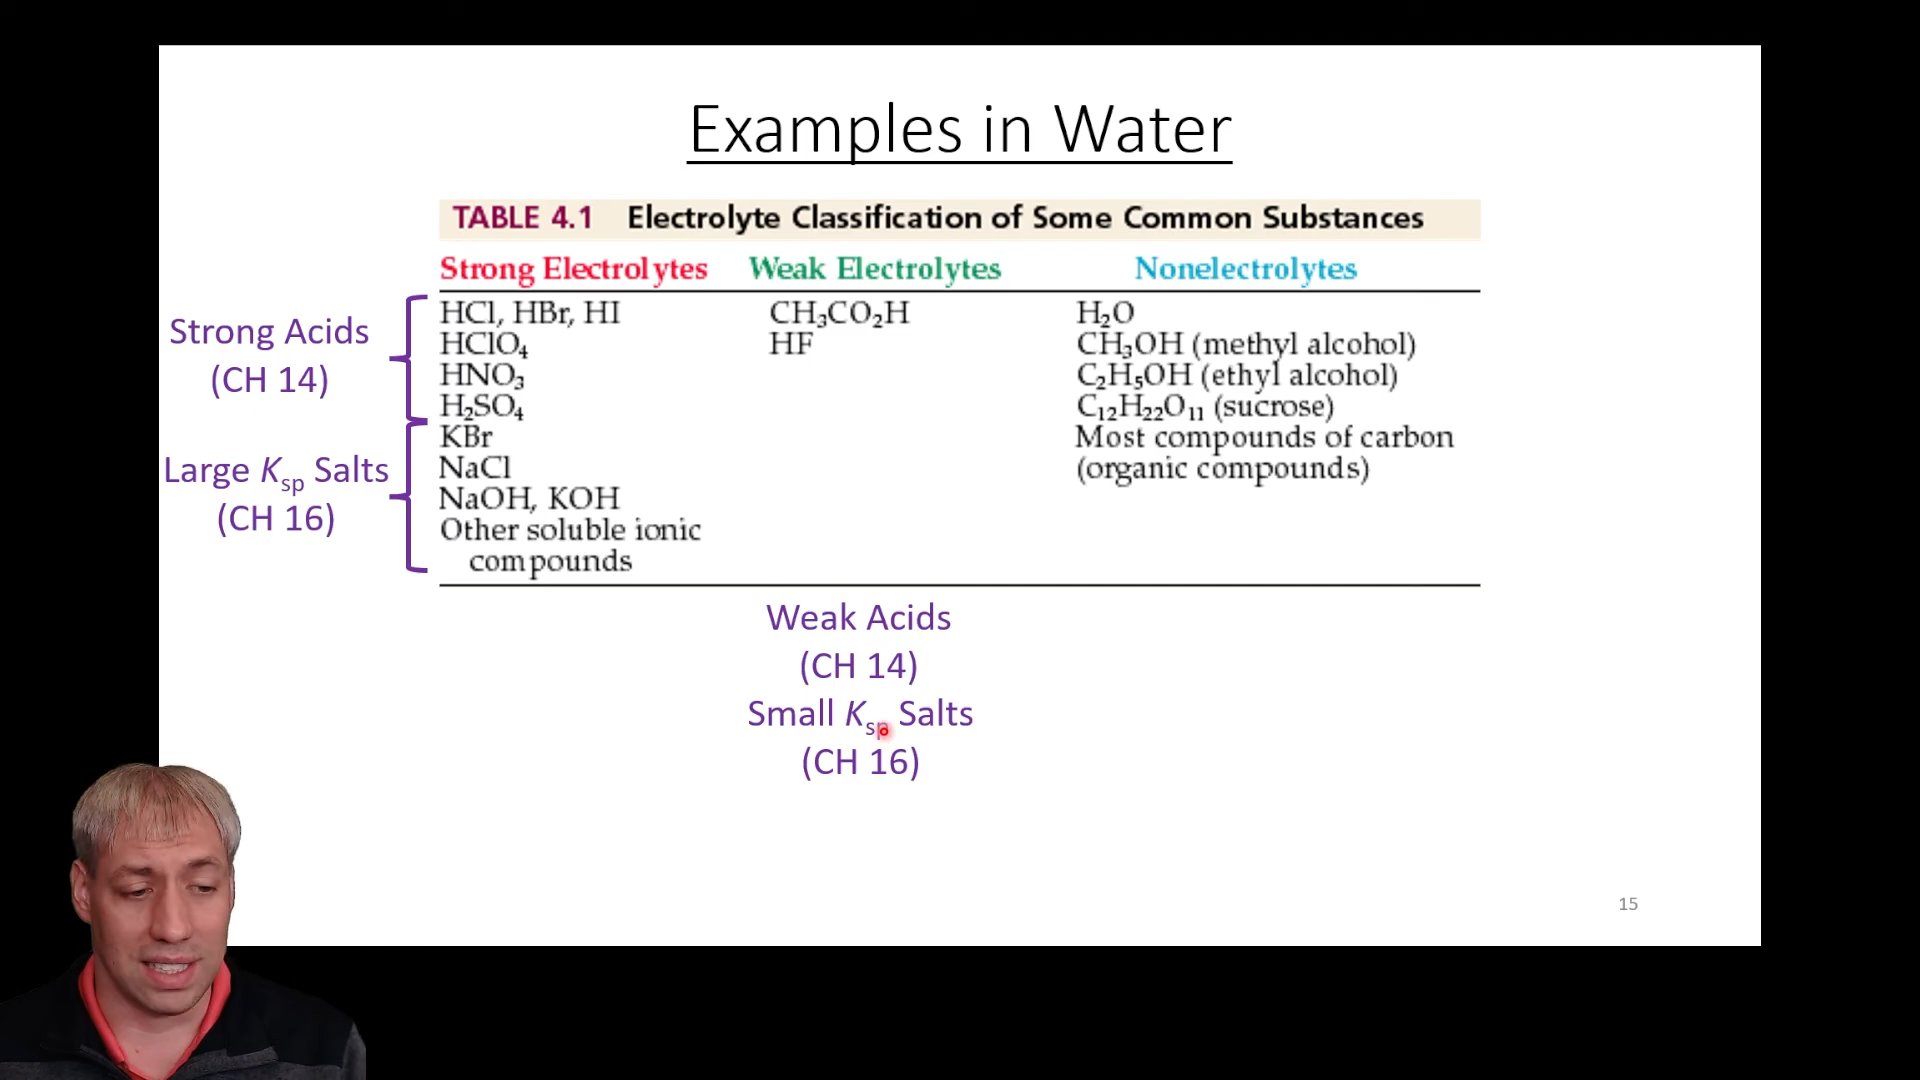 Examples in Water
TABLE 4.1 Electrolyte Classification of Some Common Substances
Strong Electrolytes Weak Electrolytes Nonelectrolytes
HCl, HBr, HI CH₃CO₂H H₂O
HClO₄ HF CH₃OH (methyl alcohol)
HNO₃ C₂H₅OH (ethyl alcohol)
H₂SO₄ C₁₂H₂₂O₁₁ (sucrose)
KBr Most compounds of carbon
NaCl (organic compounds)
NaOH, KOH
Other soluble ionic
compounds
Strong Acids
(CH 14)
Large Ksp Salts
(CH 16)
Weak Acids
(CH 14)
Small Ksp Salts
(CH 16)
15